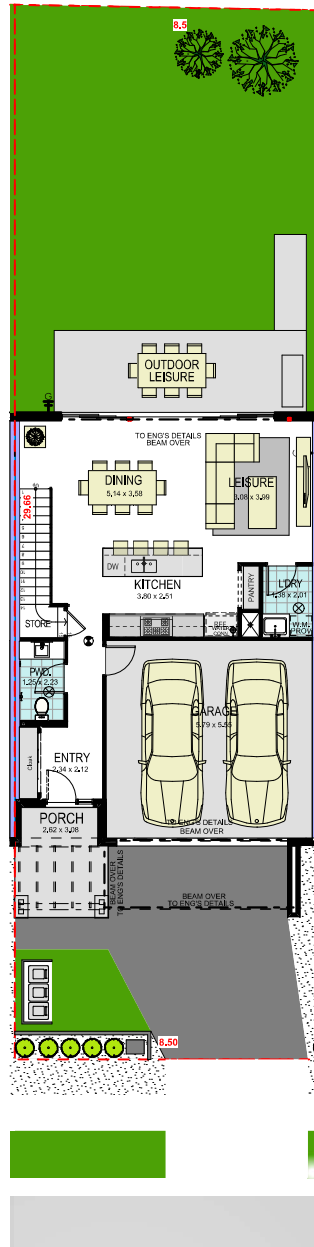 8.5
OUTDOOR
LEISURE
TO ENG'S DETAILS
BEAM OVER
29.66
DINING
5.14 x 3.58
LEISURE
3.08 x 3.99
DW
KITCHEN
3.80 x 2.51
PANTRY
L'DRY
1.38 x 2.01
STORE
REF.
W.M.
PROV
PWD.
1.25 x 2.23
GARAGE
5.79 x 5.55
ENTRY
2.34 x 2.12
PORCH
2.62 x 3.08
TO ENG'S DETAILS
BEAM OVER
BEAM OVER
TO ENG'S DETAILS
BEAM OVER
TO ENG'S DETAILS
8.50